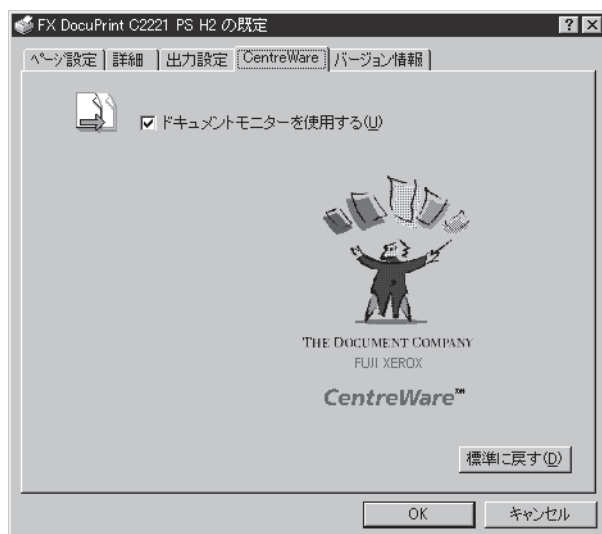 FX DocuPrint C2221 PS H2 の既定
ページ設定 詳細 出力設定 CentreWare バージョン情報
ドキュメントモニターを使用する(U)
THE DOCUMENT COMPANY
FUJI XEROX
CentreWare™
標準に戻す(D)
OK キャンセル